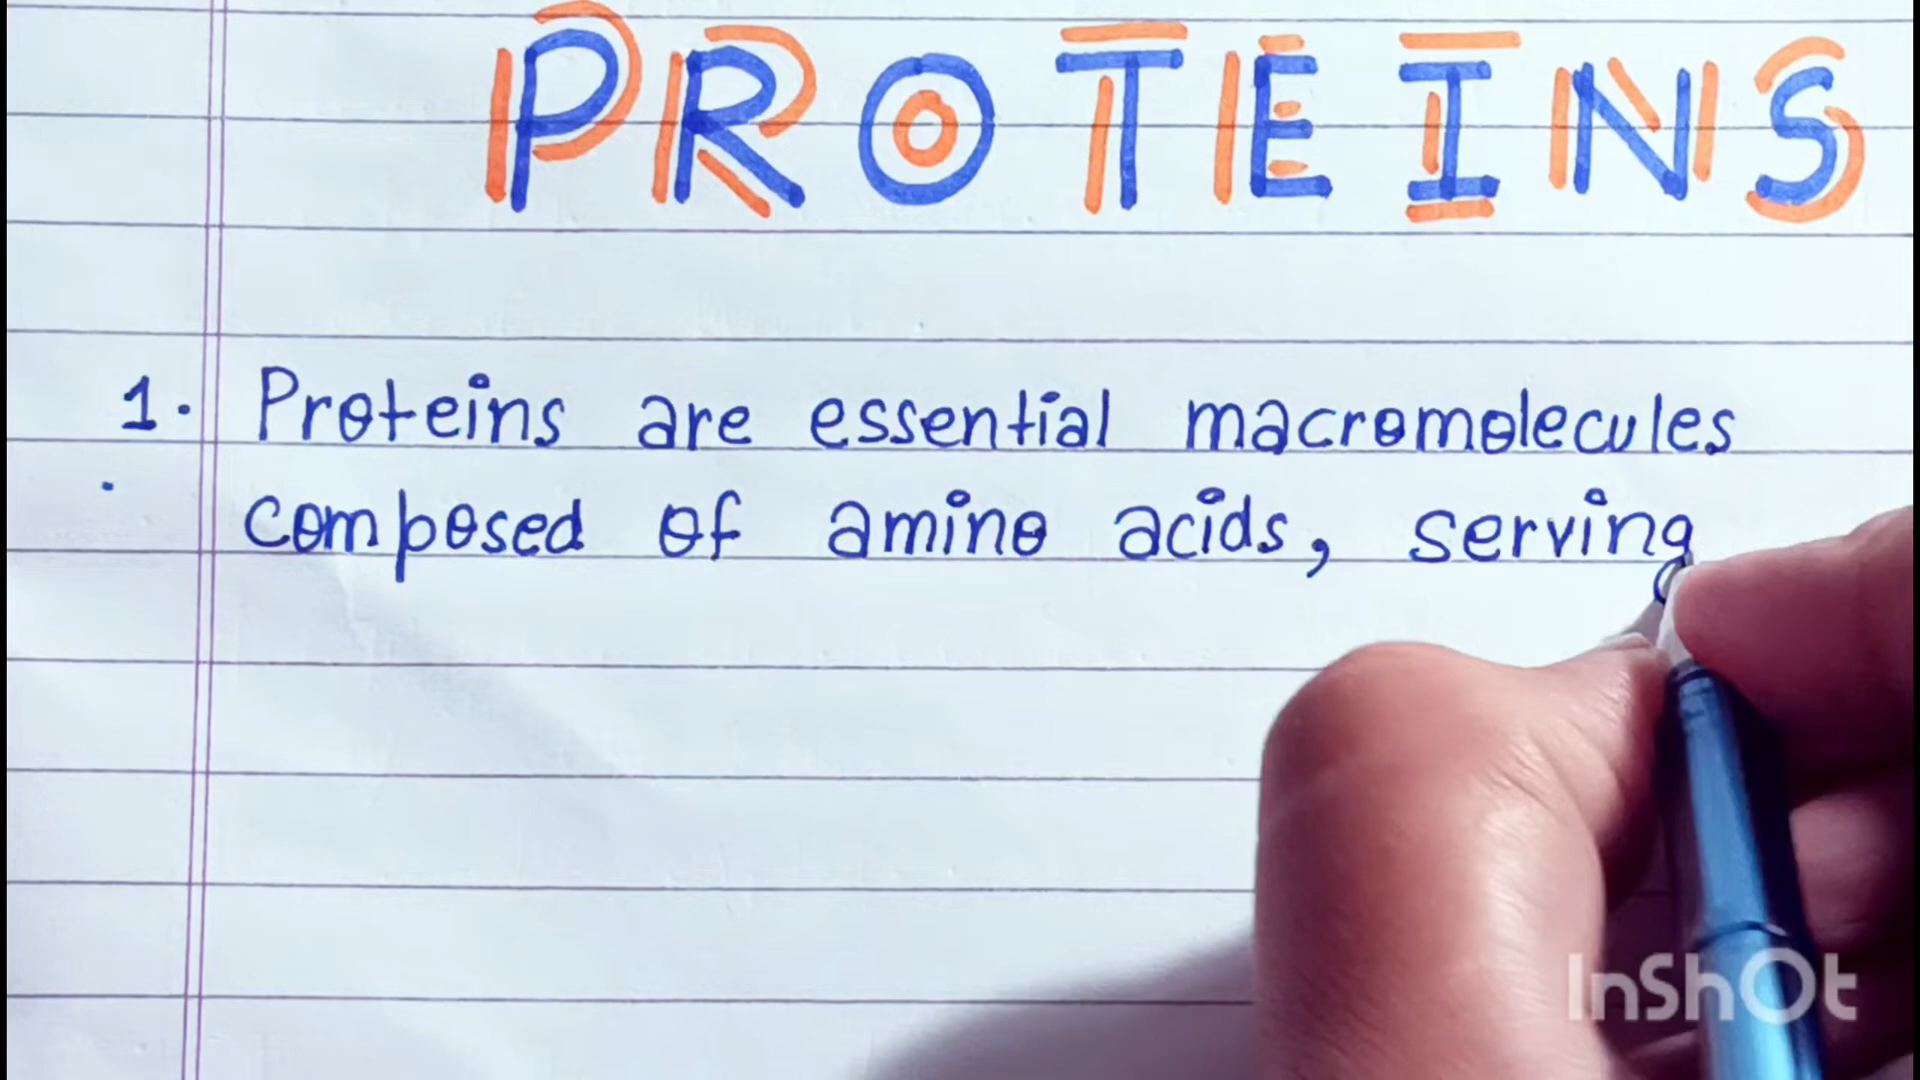 PROTEINS
1. Proteins are essential macromolecules
composed of amino acids, serving
InShOt